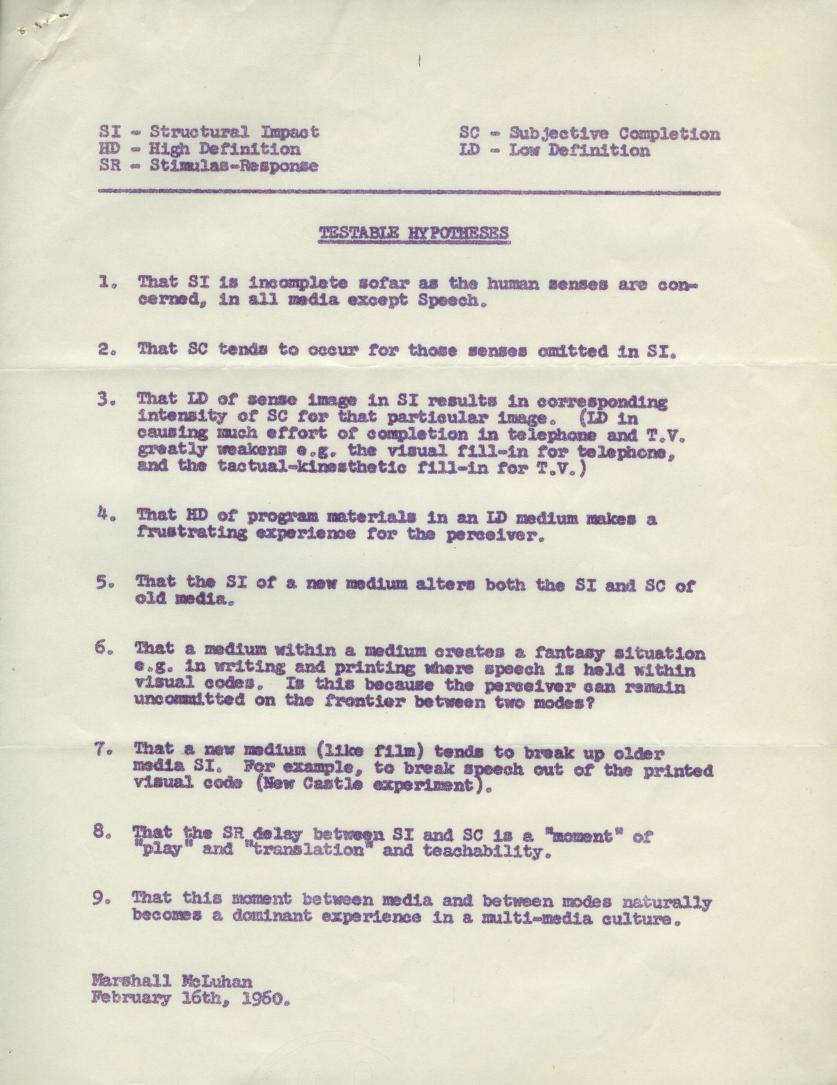 SI - Structural Impact SC - Subjective Completion
HD - High Definition LD - Low Definition
SR - Stimulas-Response
TESTABLE HYPOTHESES
1. That SI is incomplete sofar as the human senses are con-
cerned, in all media except Speech.
2. That SC tends to occur for those senses omitted in SI.
3. That LD of sense image in SI results in corresponding
intensity of SC for that particular image. (LD in
causing much effort of completion in telephone and T.V.
greatly weakens e.g. the visual fill-in for telephone,
and the tactual-kinesthetic fill-in for T.V.)
4. That HD of program materials in an LD medium makes a
frustrating experience for the perceiver.
5. That the SI of a new medium alters both the SI and SC of
old media.
6. That a medium within a medium creates a fantasy situation
e.g. in writing and printing where speech is held within
visual codes. Is this because the perceiver can remain
uncommitted on the frontier between two modes?
7. That a new medium (like film) tends to break up older
media SI. For example, to break speech out of the printed
visual code (New Castle experiment).
8. That the SR delay between SI and SC is a "moment" of
"play" and "translation" and teachability.
9. That this moment between media and between modes naturally
becomes a dominant experience in a multi-media culture.
Marshall McLuhan
February 16th, 1960.